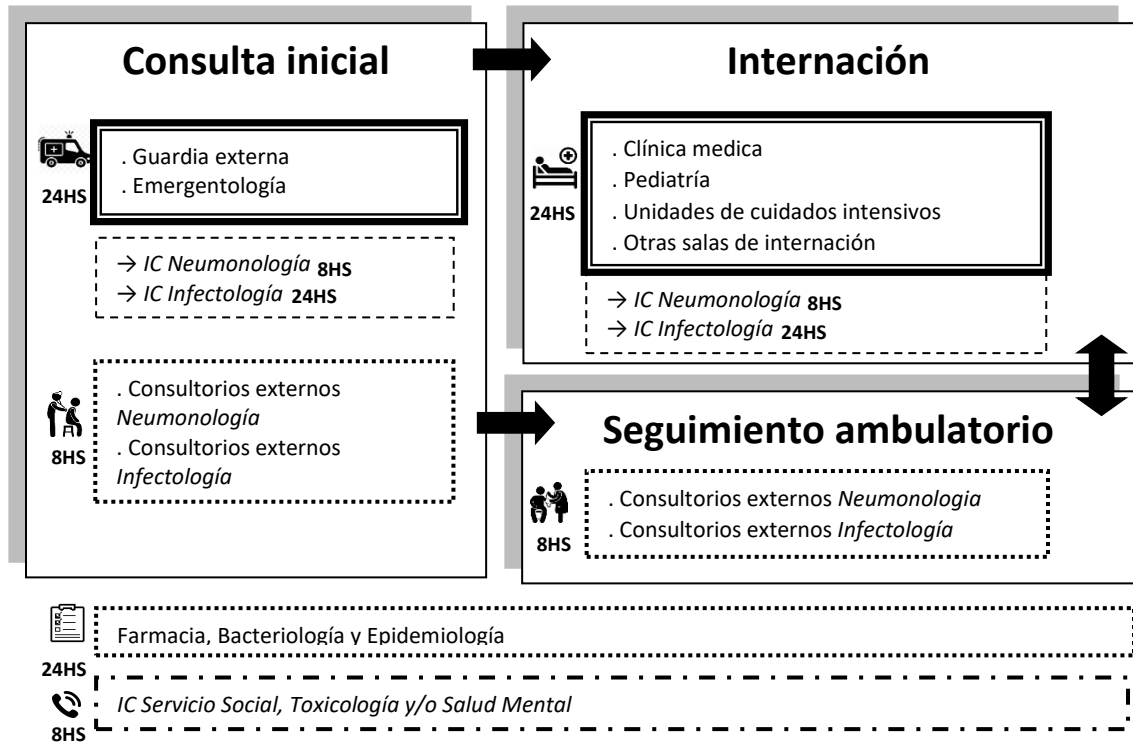 Consulta inicial
24HS
. Guardia externa
. Emergentología
→ IC Neumonología 8HS
→ IC Infectología 24HS
8HS
. Consultorios externos
Neumonología
. Consultorios externos
Infectología
Internación
24HS
. Clínica medica
. Pediatría
. Unidades de cuidados intensivos
. Otras salas de internación
→ IC Neumonología 8HS
→ IC Infectología 24HS
Seguimiento ambulatorio
8HS
. Consultorios externos Neumonologia
. Consultorios externos Infectología
Farmacia, Bacteriología y Epidemiología
24HS
IC Servicio Social, Toxicología y/o Salud Mental
8HS